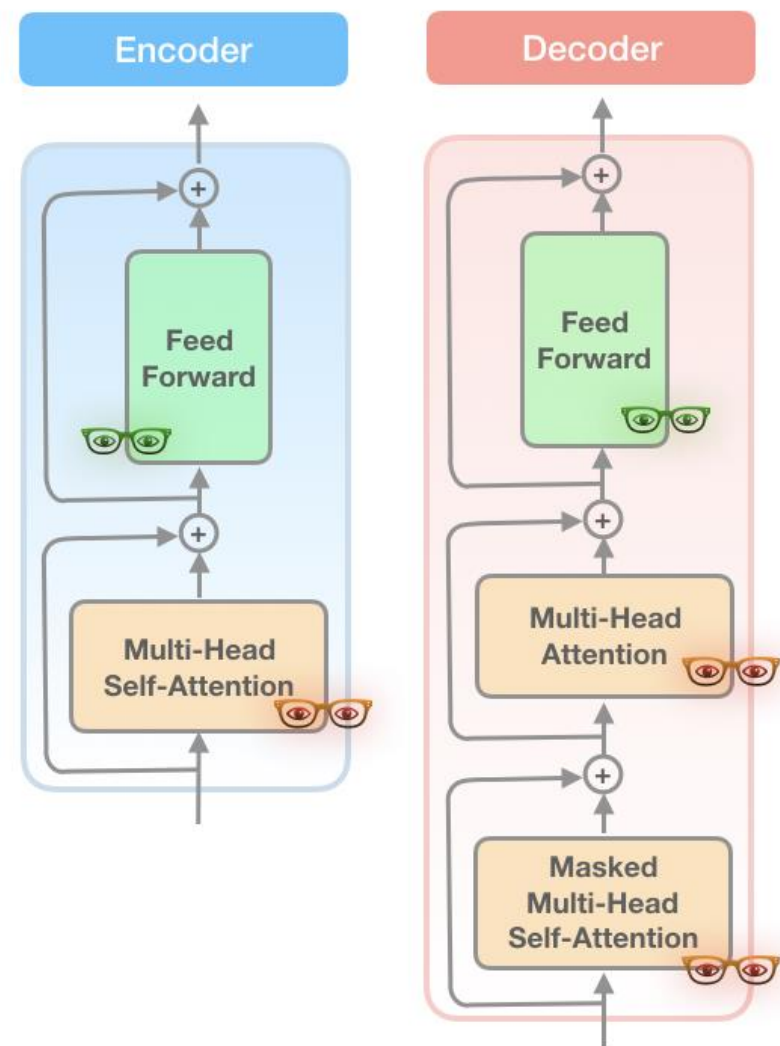 Encoder
+
Feed
Forward
+
Multi-Head
Self-Attention
Decoder
+
Feed
Forward
+
Multi-Head
Attention
+
Masked
Multi-Head
Self-Attention